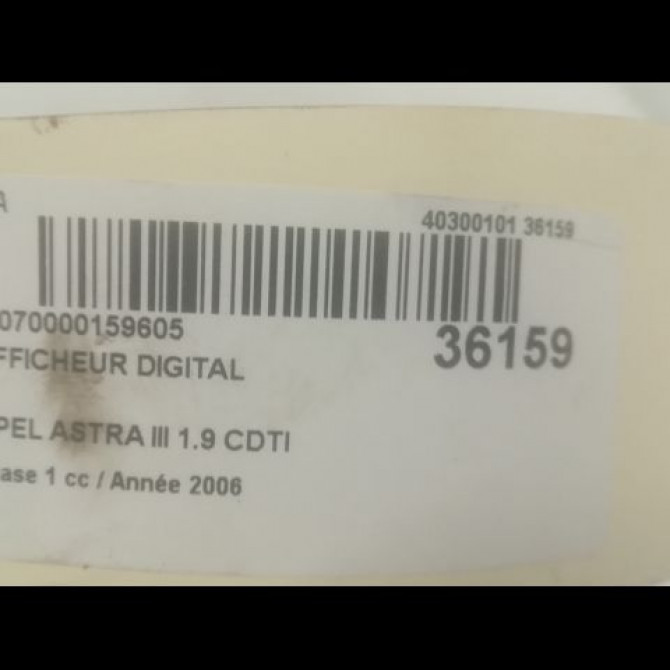 A
40300101 36159
070000159605
36159
FFICHEUR DIGITAL
PEL ASTRA III 1.9 CDTI
ase 1 cc / Année 2006